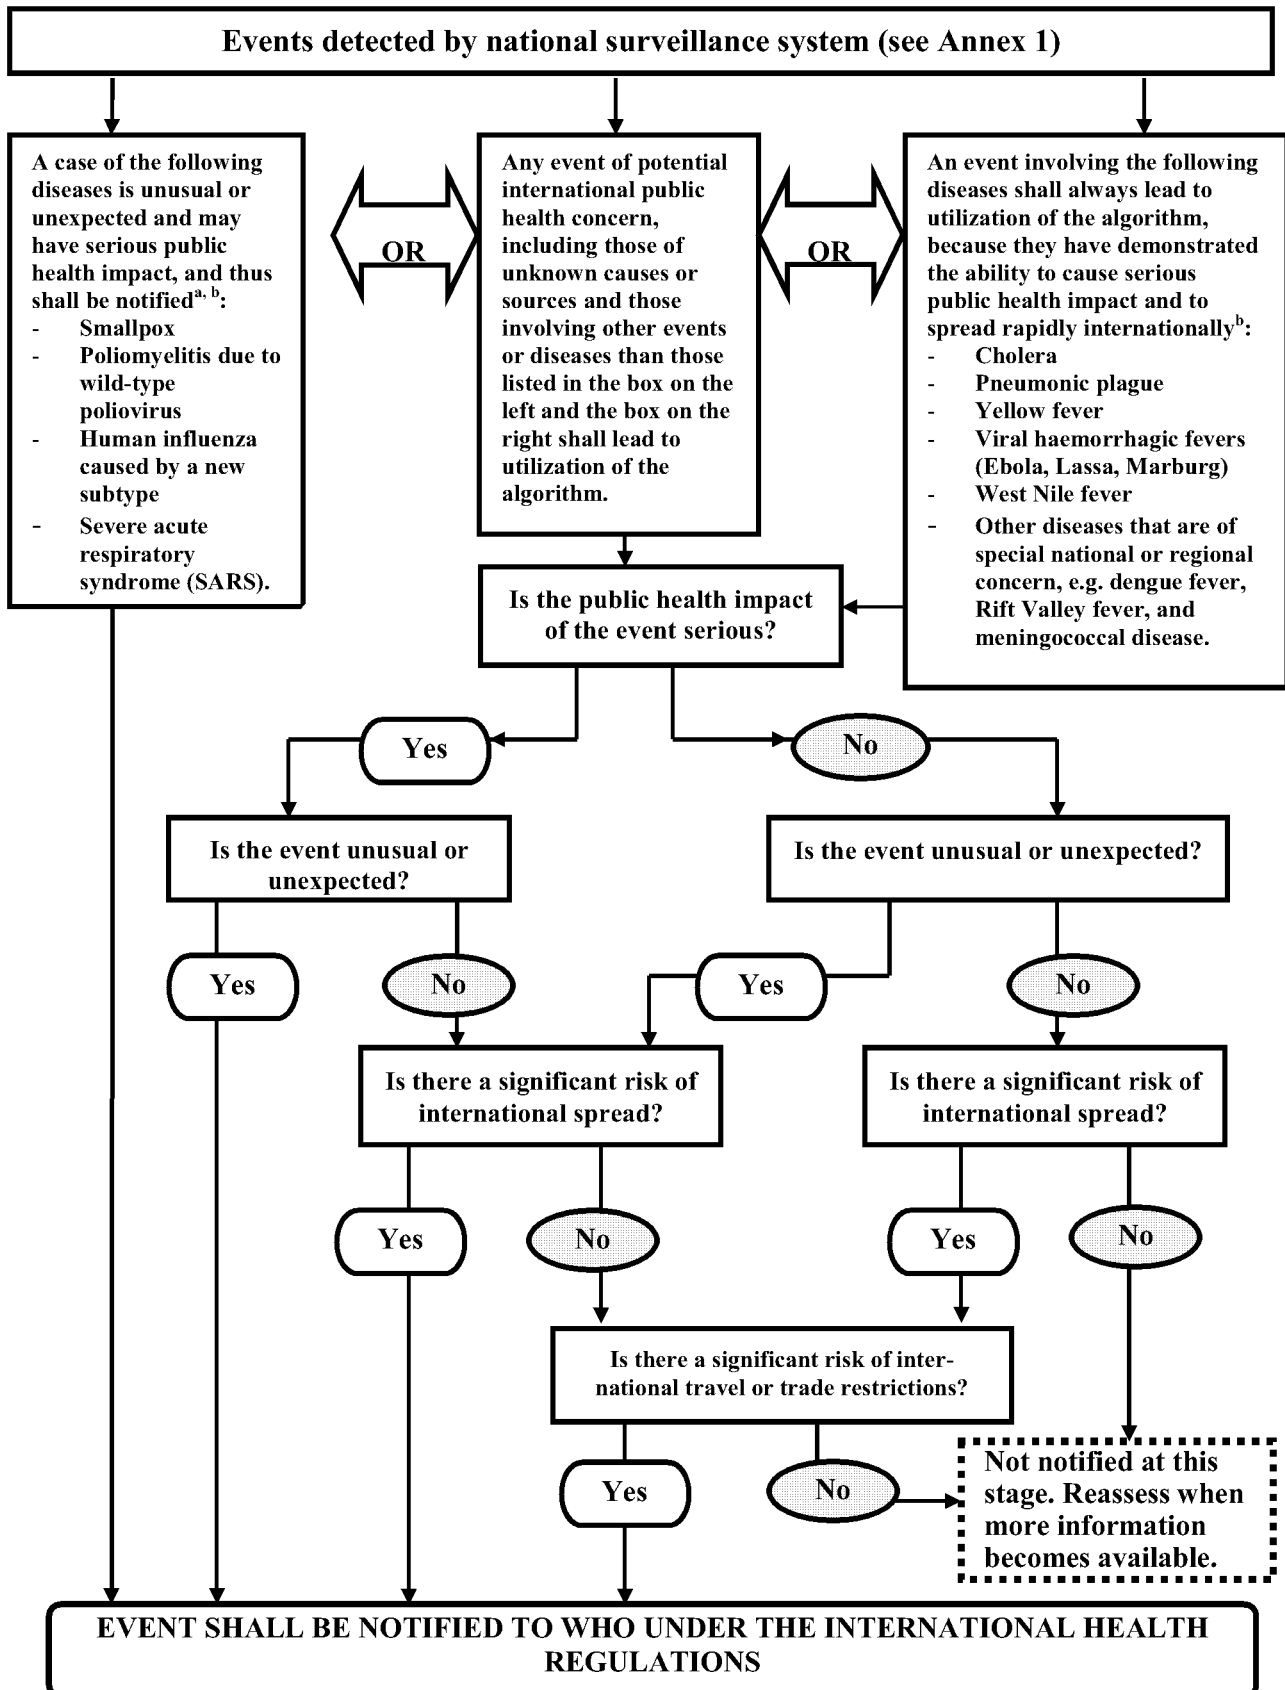 Events detected by national surveillance system (see Annex 1)
A case of the following
diseases is unusual or
unexpected and may
have serious public
health impact, and thus
shall be notifieda, b:
- Smallpox
- Poliomyelitis due to
wild-type
poliovirus
- Human influenza
caused by a new
subtype
- Severe acute
respiratory
syndrome (SARS).
OR
Any event of potential
international public
health concern,
including those of
unknown causes or
sources and those
involving other events
or diseases than those
listed in the box on the
left and the box on the
right shall lead to
utilization of the
algorithm.
OR
An event involving the following
diseases shall always lead to
utilization of the algorithm,
because they have demonstrated
the ability to cause serious
public health impact and to
spread rapidly internationallyb:
- Cholera
- Pneumonic plague
- Yellow fever
- Viral haemorrhagic fevers
(Ebola, Lassa, Marburg)
- West Nile fever
- Other diseases that are of
special national or regional
concern, e.g. dengue fever,
Rift Valley fever, and
meningococcal disease.
Is the public health impact
of the event serious?
Yes
No
Is the event unusual or
unexpected?
Is the event unusual or unexpected?
Yes
No
Yes
No
Is there a significant risk of
international spread?
Is there a significant risk of
international spread?
Yes
No
Yes
No
Is there a significant risk of inter-
national travel or trade restrictions?
Yes
No
Not notified at this
stage. Reassess when
more information
becomes available.
EVENT SHALL BE NOTIFIED TO WHO UNDER THE INTERNATIONAL HEALTH
REGULATIONS